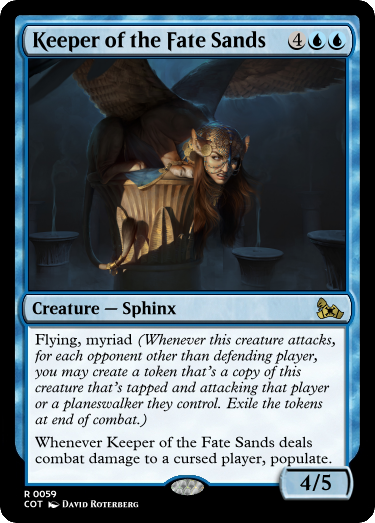 Keeper of the Fate Sands 4
Creature — Sphinx
Flying, myriad (Whenever this creature attacks,
for each opponent other than defending player,
you may create a token that's a copy of this
creature that's tapped and attacking that player
or a planeswalker they control. Exile the tokens
at end of combat.)
Whenever Keeper of the Fate Sands deals
combat damage to a cursed player, populate.
4/5
R 0059
COT David Roterberg